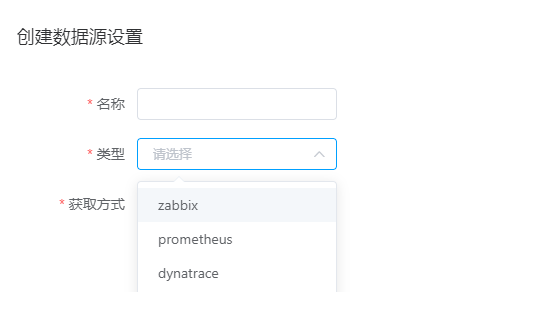 创建数据源设置
* 名称
* 类型 请选择
* 获取方式
zabbix
prometheus
dynatrace